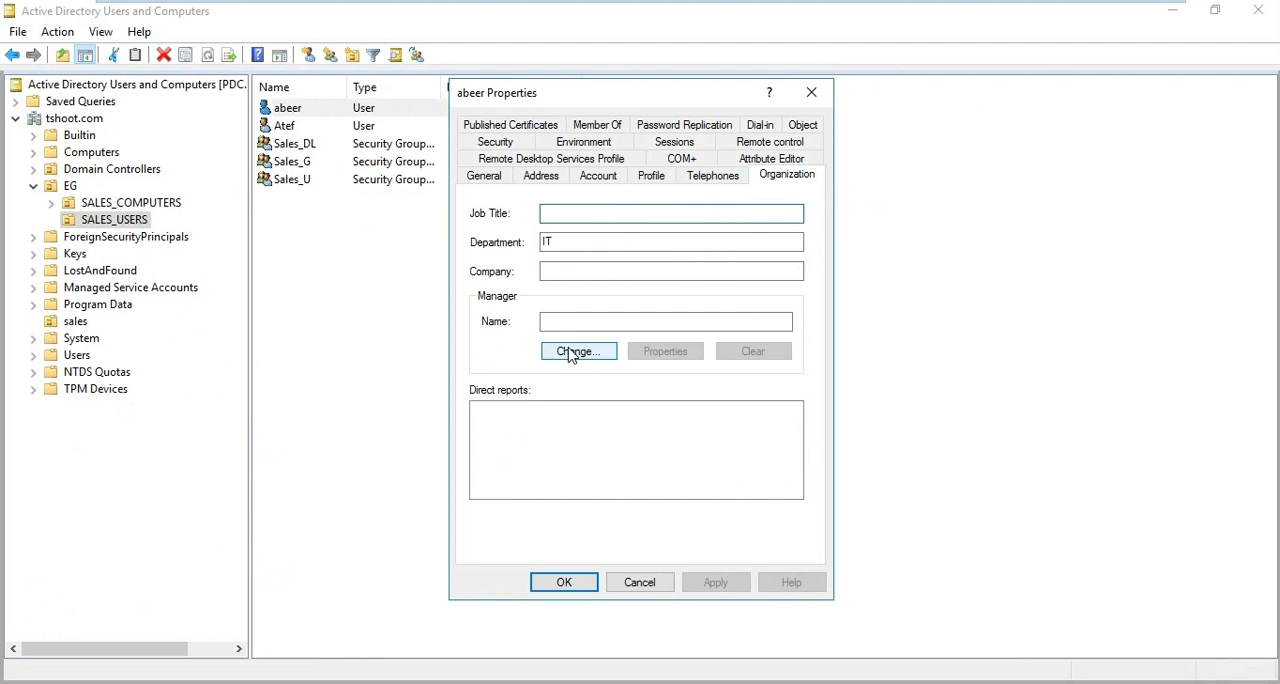 Active Directory Users and Computers
File Action View Help
Active Directory Users and Computers [PDC.
Saved Queries
tshoot.com
Builtin
Computers
Domain Controllers
EG
SALES_COMPUTERS
SALES_USERS
ForeignSecurityPrincipals
Keys
LostAndFound
Managed Service Accounts
Program Data
sales
System
Users
NTDS Quotas
TPM Devices
Name Type
abeer User
Atef User
Sales_DL Security Group...
Sales_G Security Group...
Sales_U Security Group...
abeer Properties ?
Published Certificates Member Of Password Replication Dial-in Object
Security Environment Sessions Remote control
Remote Desktop Services Profile COM+ Attribute Editor
General Address Account Profile Telephones Organization
Job Title:
Department: IT
Company:
Manager
Name:
Change... Properties Clear
Direct reports:
OK Cancel Apply Help